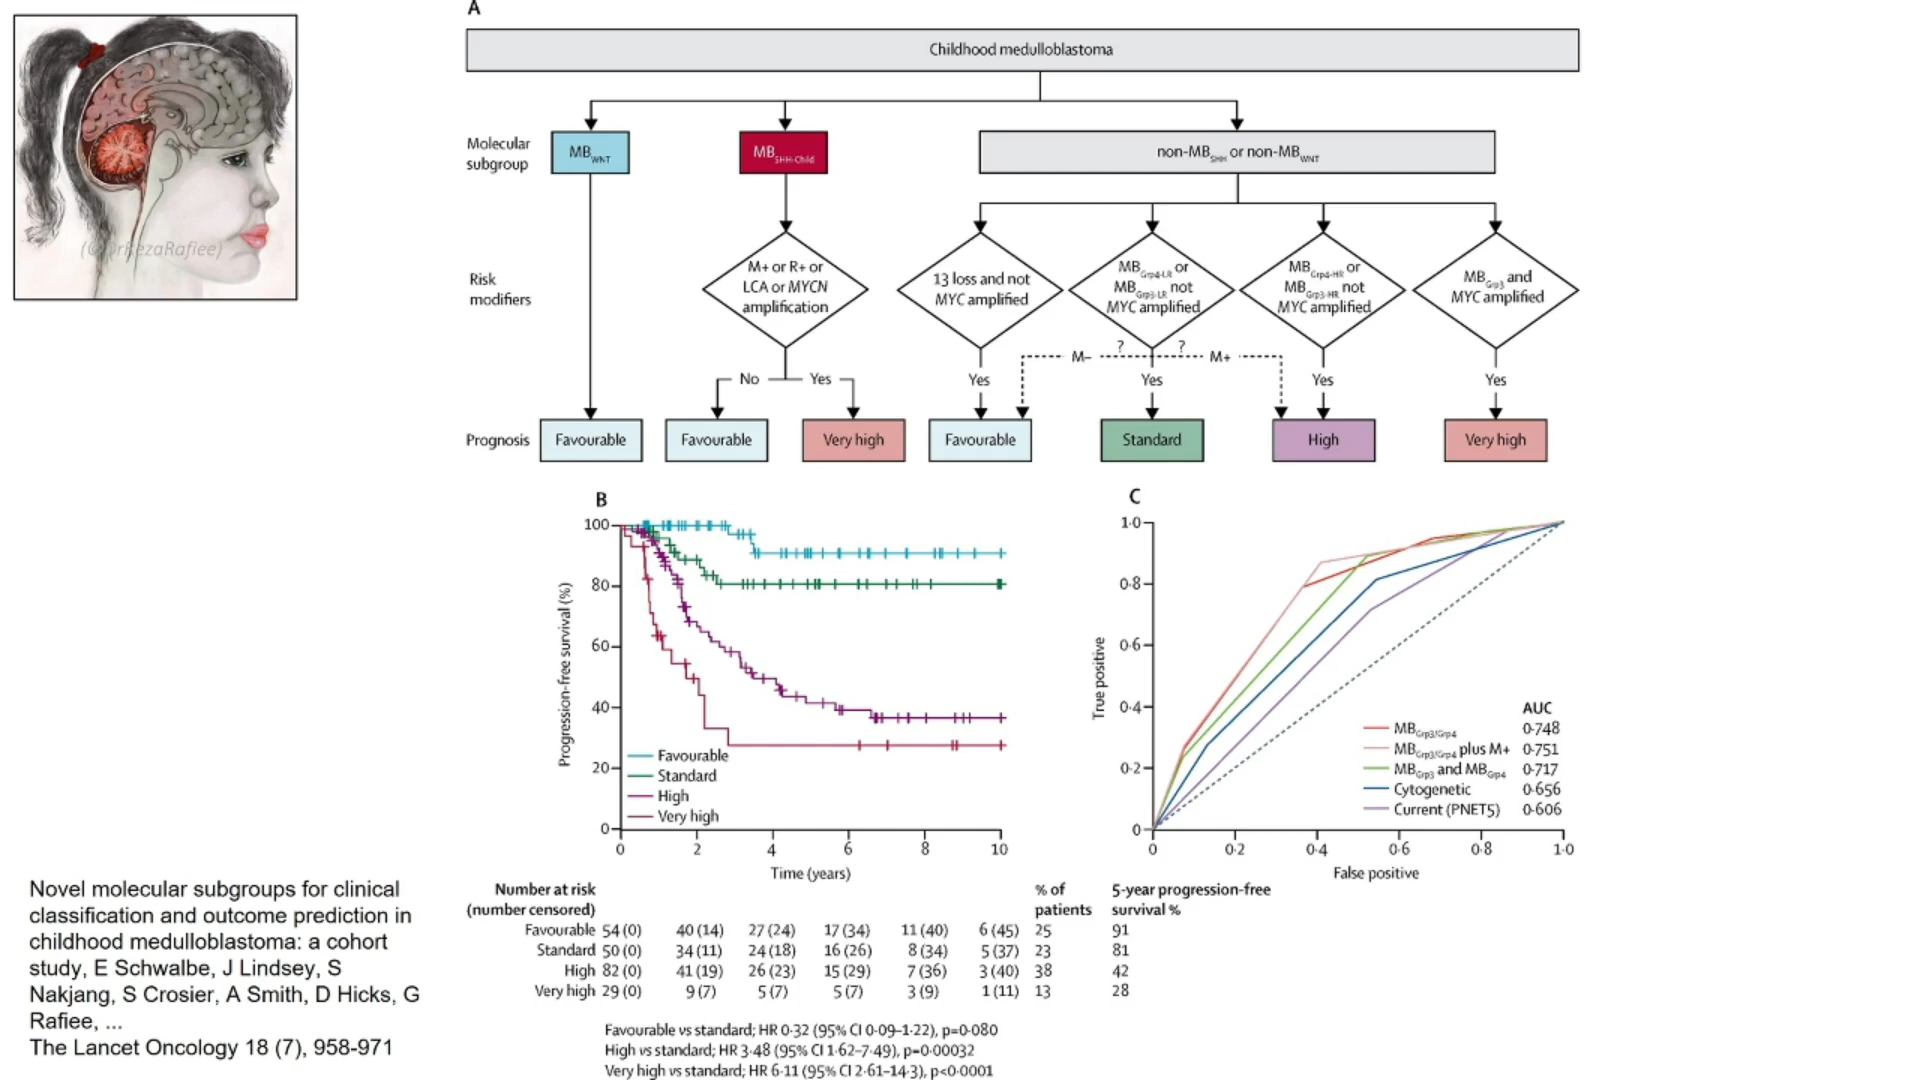 (©DrRezaRafiee)
A
Childhood medulloblastoma
Molecular
subgroup
MBWNT
MBSHH-Child
non-MBSHH or non-MBWNT
Risk
modifiers
M+ or R+ or
LCA or MYCN
amplification
13 loss and not
MYC amplified
MBGrp4-LR or
MBGrp3-LR not
MYC amplified
MBGrp4-HR or
MBGrp3-HR not
MYC amplified
MBGrp3 and
MYC amplified
No
Yes
Yes
M–
?
?
M+
Yes
Yes
Yes
Prognosis
Favourable
Favourable
Very high
Favourable
Standard
High
Very high
B
Progression-free survival (%)
100
80
60
40
20
0
Favourable
Standard
High
Very high
0 2 4 6 8 10
Time (years)
C
True positive
1·0
0·8
0·6
0·4
0·2
0
AUC
MBGrp3/Grp4 0·748
MBGrp3/Grp4 plus M+ 0·751
MBGrp3 and MBGrp4 0·717
Cytogenetic 0·656
Current (PNET5) 0·606
0 0·2 0·4 0·6 0·8 1·0
False positive
Number at risk
(number censored)
% of
patients
5-year progression-free
survival %
Favourable 54 (0) 40 (14) 27 (24) 17 (34) 11 (40) 6 (45) 25 91
Standard 50 (0) 34 (11) 24 (18) 16 (26) 8 (34) 5 (37) 23 81
High 82 (0) 41 (19) 26 (23) 15 (29) 7 (36) 3 (40) 38 42
Very high 29 (0) 9 (7) 5 (7) 5 (7) 3 (9) 1 (11) 13 28
Favourable vs standard; HR 0·32 (95% CI 0·09–1·22), p=0·080
High vs standard; HR 3·48 (95% CI 1·62–7·49), p=0·00032
Very high vs standard; HR 6·11 (95% CI 2·61–14·3), p<0·0001
Novel molecular subgroups for clinical
classification and outcome prediction in
childhood medulloblastoma: a cohort
study, E Schwalbe, J Lindsey, S
Nakjang, S Crosier, A Smith, D Hicks, G
Rafiee, ...
The Lancet Oncology 18 (7), 958-971